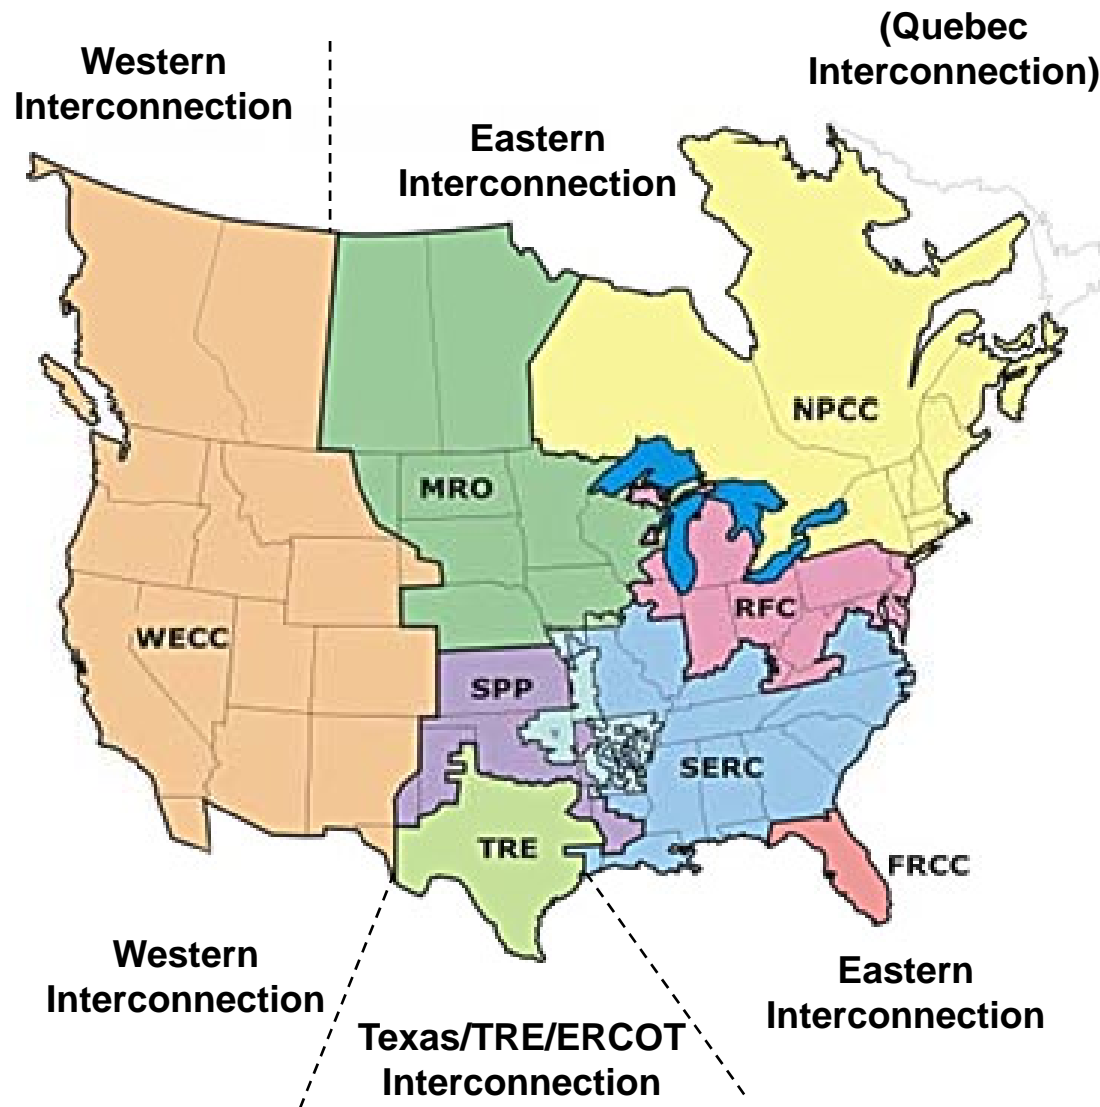 (Quebec
Interconnection)
Western
Interconnection
Eastern
Interconnection
NPCC
MRO
RFC
WECC
SPP
SERC
TRE
FRCC
Western
Interconnection
Eastern
Interconnection
Texas/TRE/ERCOT
Interconnection